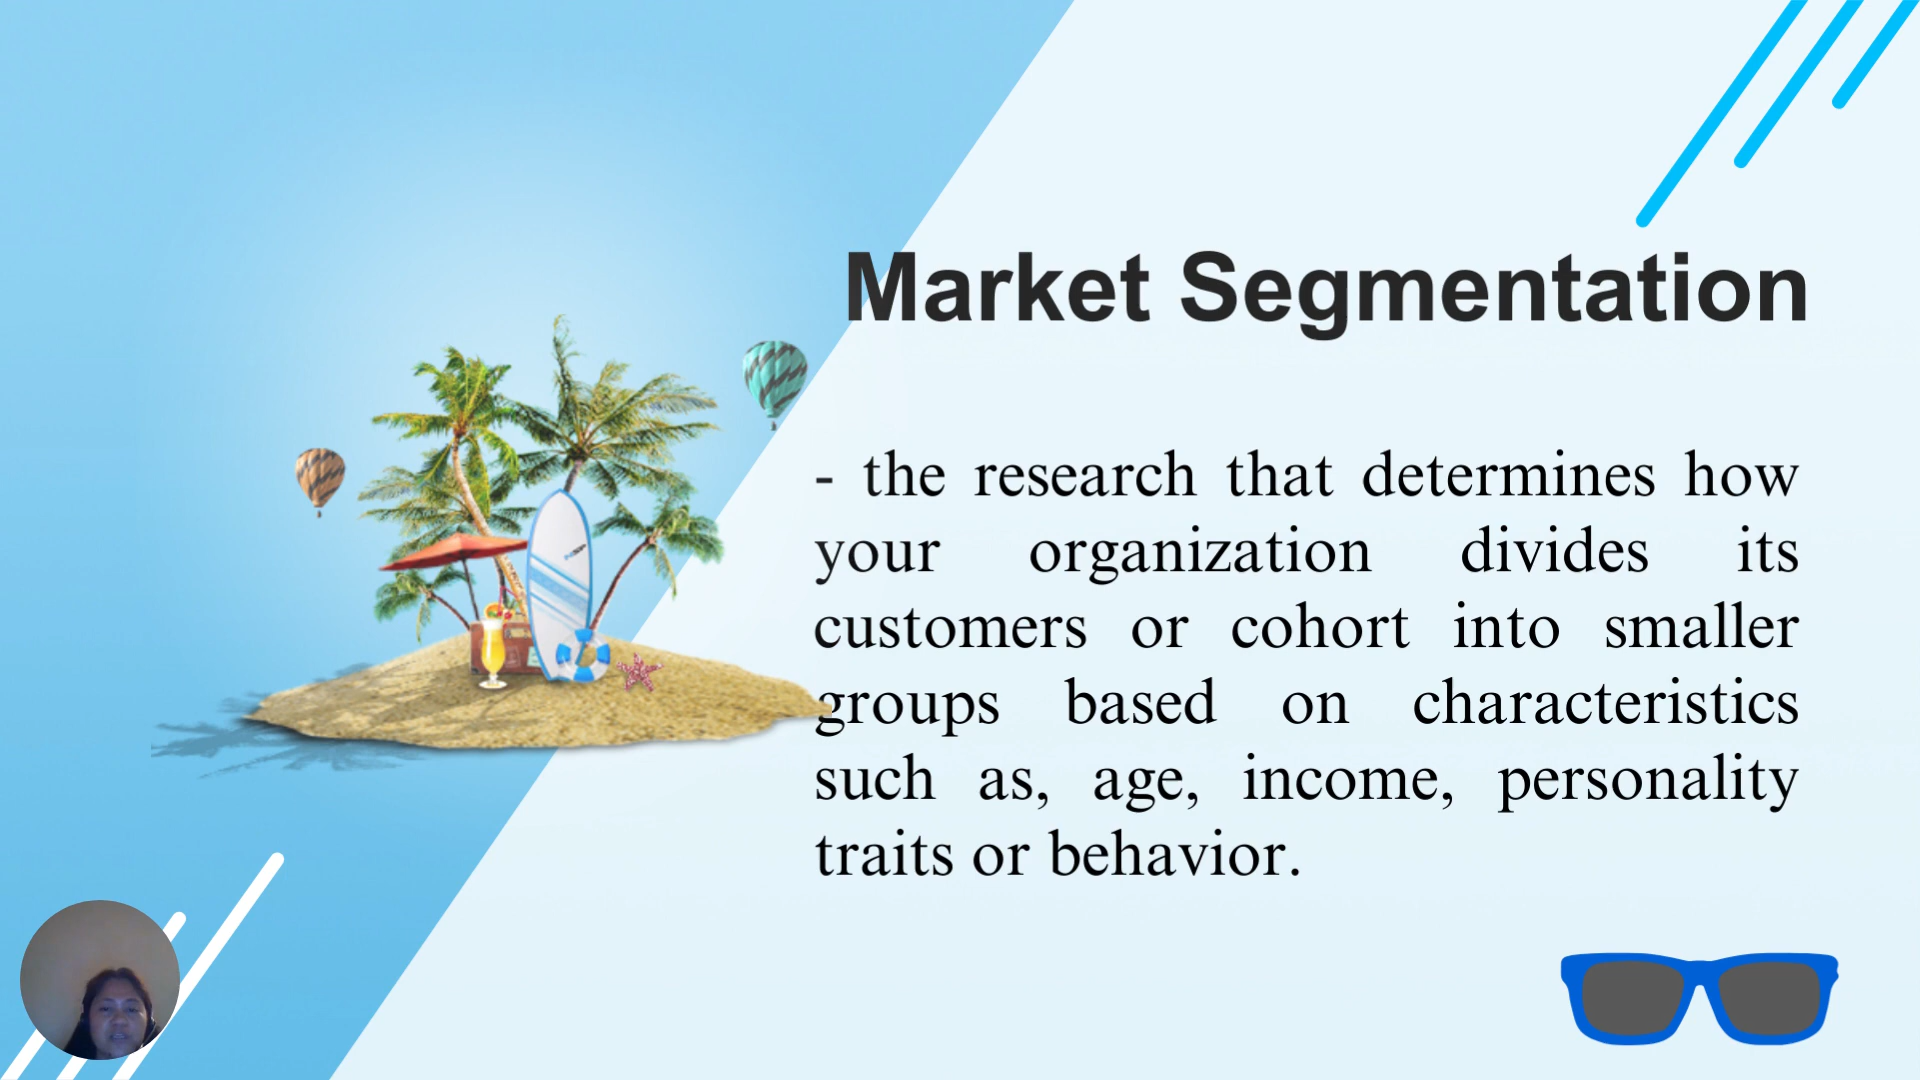 Market Segmentation
- the research that determines how
your organization divides its
customers or cohort into smaller
groups based on characteristics
such as, age, income, personality
traits or behavior.